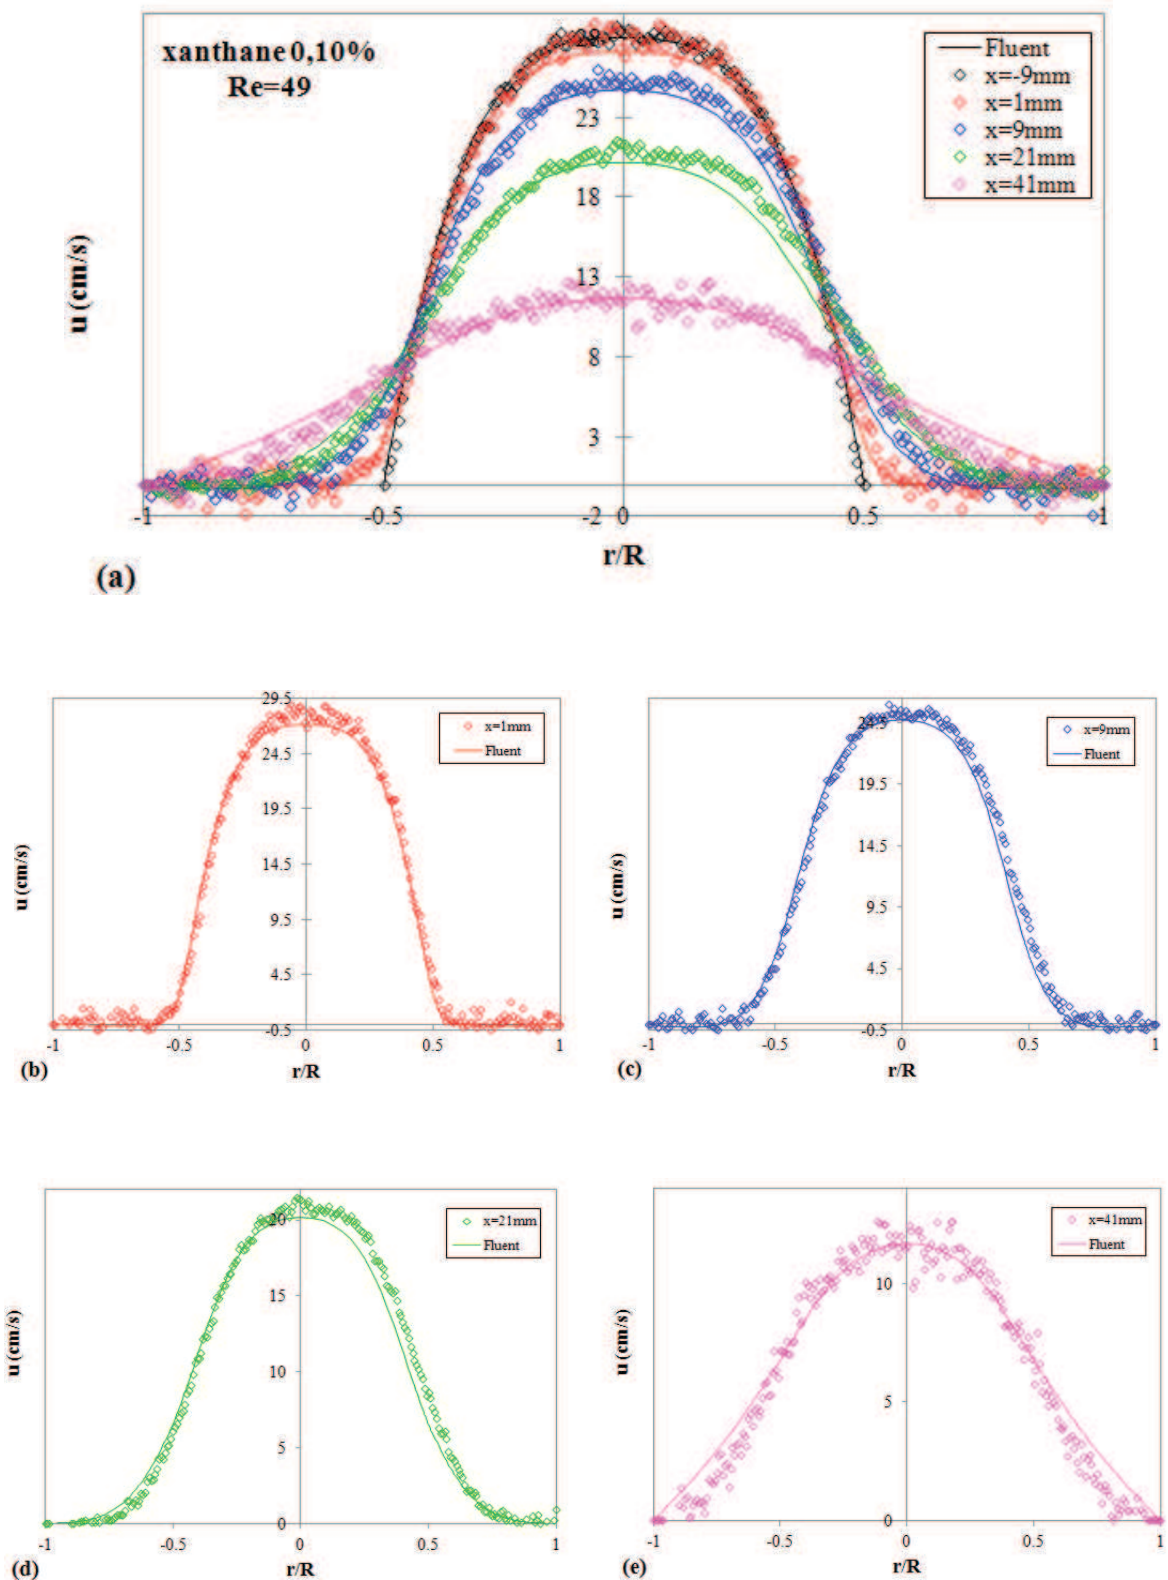 xanthane 0,10%
Re=49
Fluent
x=-9mm
x=1mm
x=9mm
x=21mm
x=41mm
28
23
18
13
8
3
-2
-1
-0.5
0
0.5
1
u (cm/s)
r/R
(a)
29.5
24.5
19.5
14.5
9.5
4.5
-0.5
-1
-0.5
0
0.5
1
x=1mm
Fluent
u (cm/s)
r/R
(b)
24.5
19.5
14.5
9.5
4.5
-0.5
-1
-0.5
0
0.5
1
x=9mm
Fluent
u (cm/s)
r/R
(c)
20
15
10
5
0
-1
-0.5
0
0.5
1
x=21mm
Fluent
u (cm/s)
r/R
(d)
10
5
0
-1
-0.5
0
0.5
1
x=41mm
Fluent
u (cm/s)
r/R
(e)